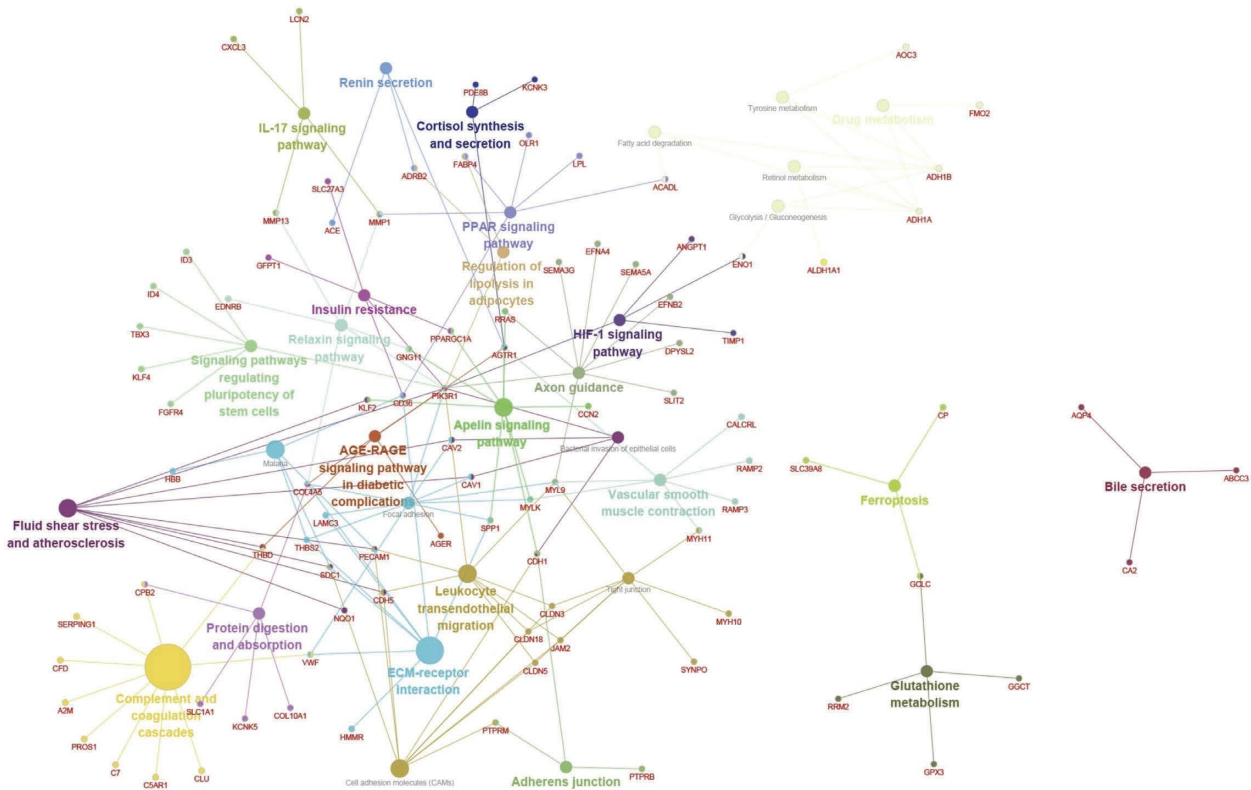 LCN2
CXCL3
AOC3
Renin secretion
PDE8B
KCNK3
Tyrosine metabolism
Drug metabolism
FMO2
IL-17 signaling
pathway
Cortisol synthesis
and secretion
OLR1
Fatty acid degradation
FABP4
LPL
ADRB2
ACADL
Retinol metabolism
ADH1B
SLC27A3
MMP13
ACE
MMP1
PPAR signaling
pathway
Glycolysis / Gluconeogenesis
ADH1A
ANGPT1
EFNA4
ID3
GFPT1
Regulation of
lipolysis in
adipocytes
SEMA3G
SEMA5A
ENO1
ALDH1A1
ID4
EDNRB
Insulin resistance
RRAS
EFNB2
TBX3
Relaxin signaling
pathway
PPARGC1A
HIF-1 signaling
pathway
TIMP1
GNG11
AGTR1
DPYSL2
Signaling pathways
regulating
pluripotency of
stem cells
KLF4
Axon guidance
SLIT2
FGFR4
KLF2
CD36
PIK3R1
CCN2
CP
AQP4
Apelin signaling
pathway
CALCRL
Malaria
AGE-RAGE
signaling pathway
in diabetic
complications
CAV2
Bacterial invasion of epithelial cells
SLC39A8
RAMP2
HBB
COL4A5
CAV1
MYL9
Ferroptosis
Bile secretion
ABCC3
Fluid shear stress
and atherosclerosis
LAMC3
Focal adhesion
MYLK
Vascular smooth
muscle contraction
RAMP3
SPP1
THBD
THBS2
AGER
MYH11
PECAM1
CDH1
SDC1
Leukocyte
transendothelial
migration
Tight junction
GCLC
CA2
CPB2
CDH5
NQO1
CLDN3
MYH10
SERPING1
Protein digestion
and absorption
CLDN18
JAM2
CFD
VWF
ECM-receptor
interaction
CLDN5
SYNPO
Complement and
coagulation
cascades
A2M
SLC1A1
KCNK5
COL10A1
Glutathione
metabolism
GGCT
RRM2
PROS1
HMMR
PTPRM
C7
C5AR1
CLU
Cell adhesion molecules (CAMs)
Adherens junction
PTPRB
GPX3